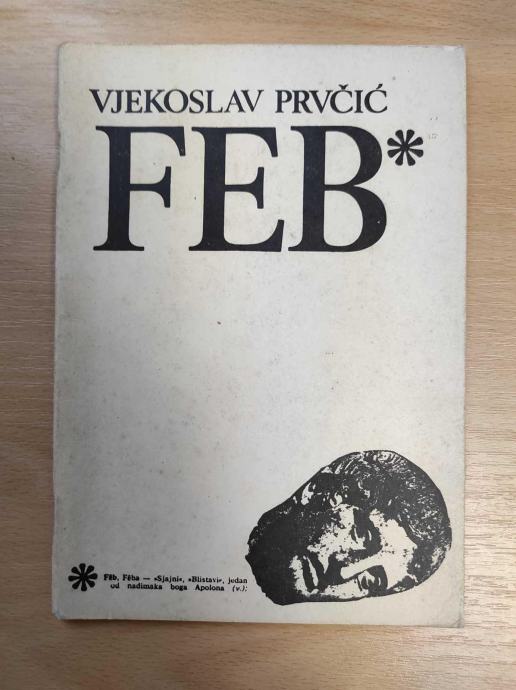 VJEKOSLAV PRVČIĆ
FEB*
* Fēb, Fēba — »Sjajni«, »Blistavi«, jedan
od nadimaka boga Apolona (v.);